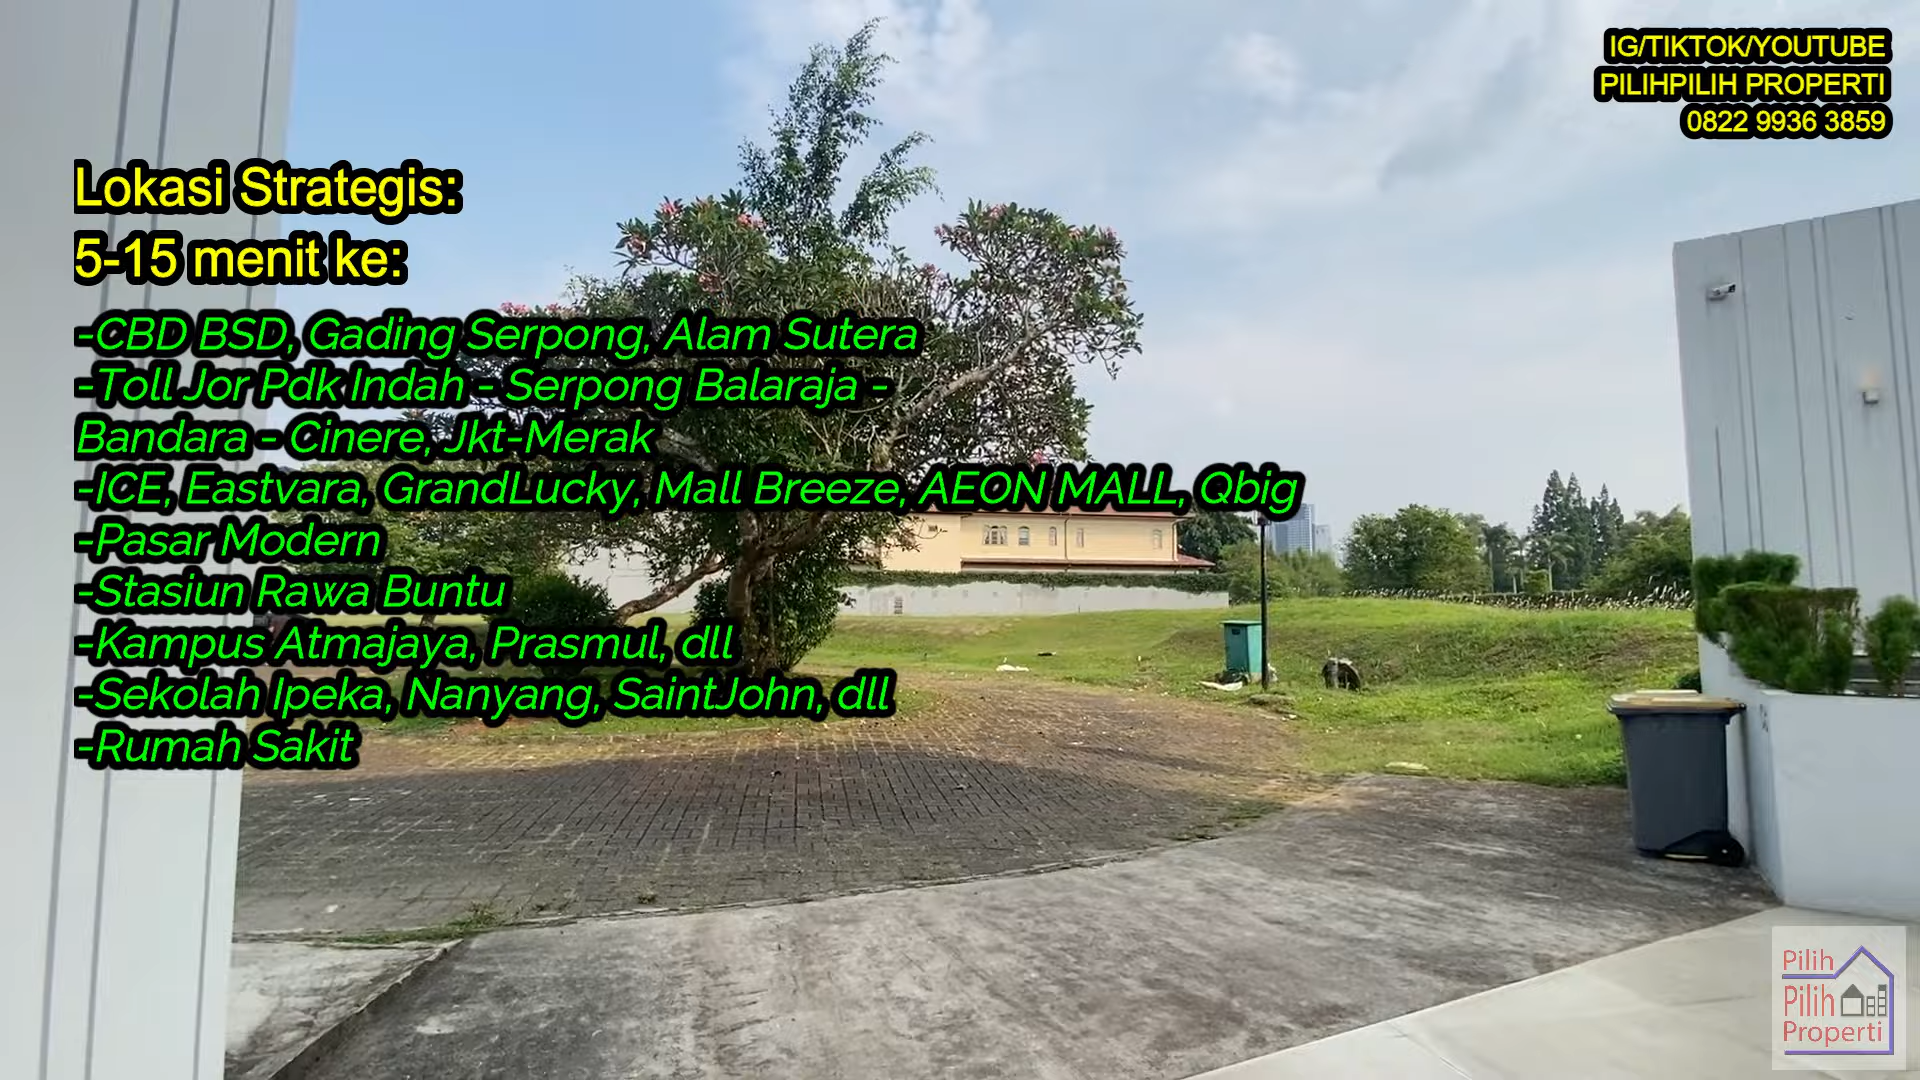 IG/TIKTOK/YOUTUBE
PILIHPILIH PROPERTI
0822 9936 3859
Lokasi Strategis:
5-15 menit ke:
-CBD BSD, Gading Serpong, Alam Sutera
-Toll Jor Pdk Indah - Serpong Balaraja -
Bandara - Cinere, Jkt-Merak
-ICE, Eastvara, GrandLucky, Mall Breeze, AEON MALL, Qbig
-Pasar Modern
-Stasiun Rawa Buntu
-Kampus Atmajaya, Prasmul, dll
-Sekolah Ipeka, Nanyang, SaintJohn, dll
-Rumah Sakit
Pilih
Pilih
Properti